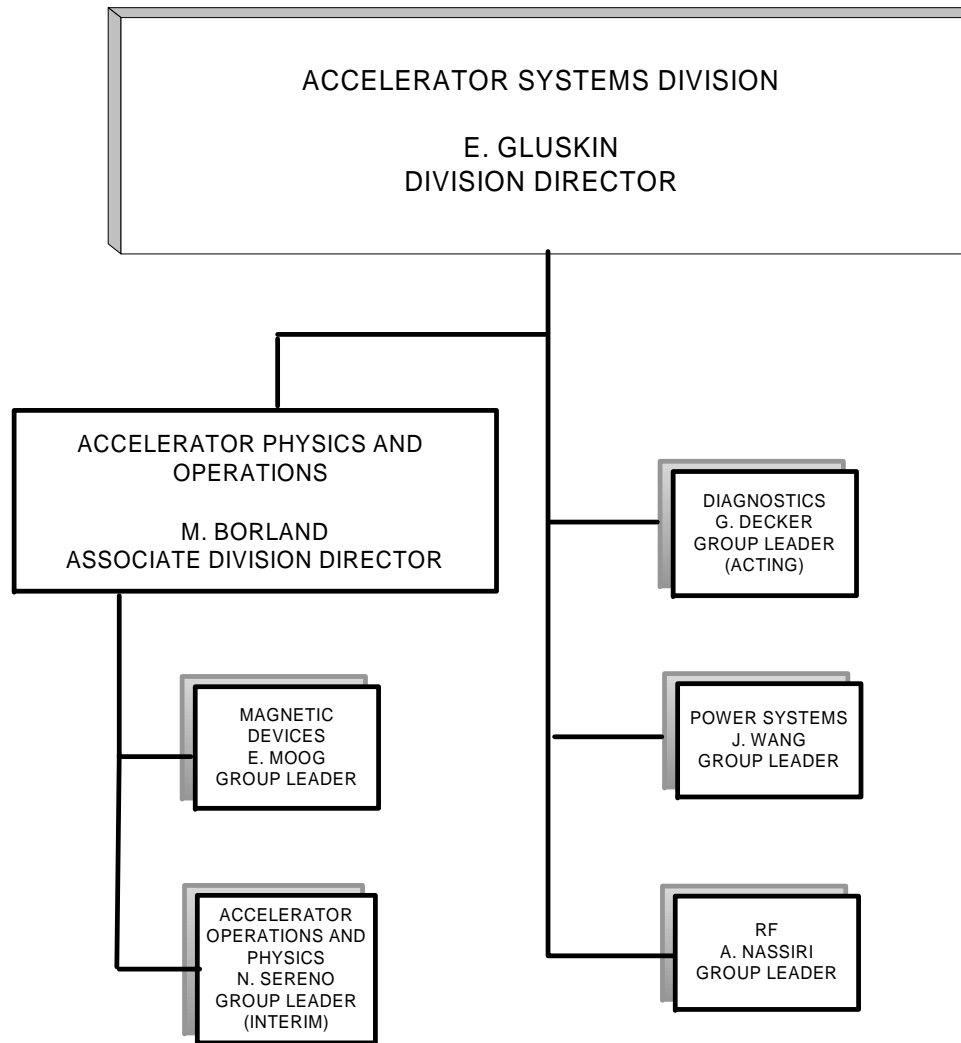 ACCELERATOR SYSTEMS DIVISION
E. GLUSKIN
DIVISION DIRECTOR
ACCELERATOR PHYSICS AND
OPERATIONS
M. BORLAND
ASSOCIATE DIVISION DIRECTOR
DIAGNOSTICS
G. DECKER
GROUP LEADER
(ACTING)
MAGNETIC
DEVICES
E. MOOG
GROUP LEADER
POWER SYSTEMS
J. WANG
GROUP LEADER
ACCELERATOR
OPERATIONS AND
PHYSICS
N. SERENO
GROUP LEADER
(INTERIM)
RF
A. NASSIRI
GROUP LEADER